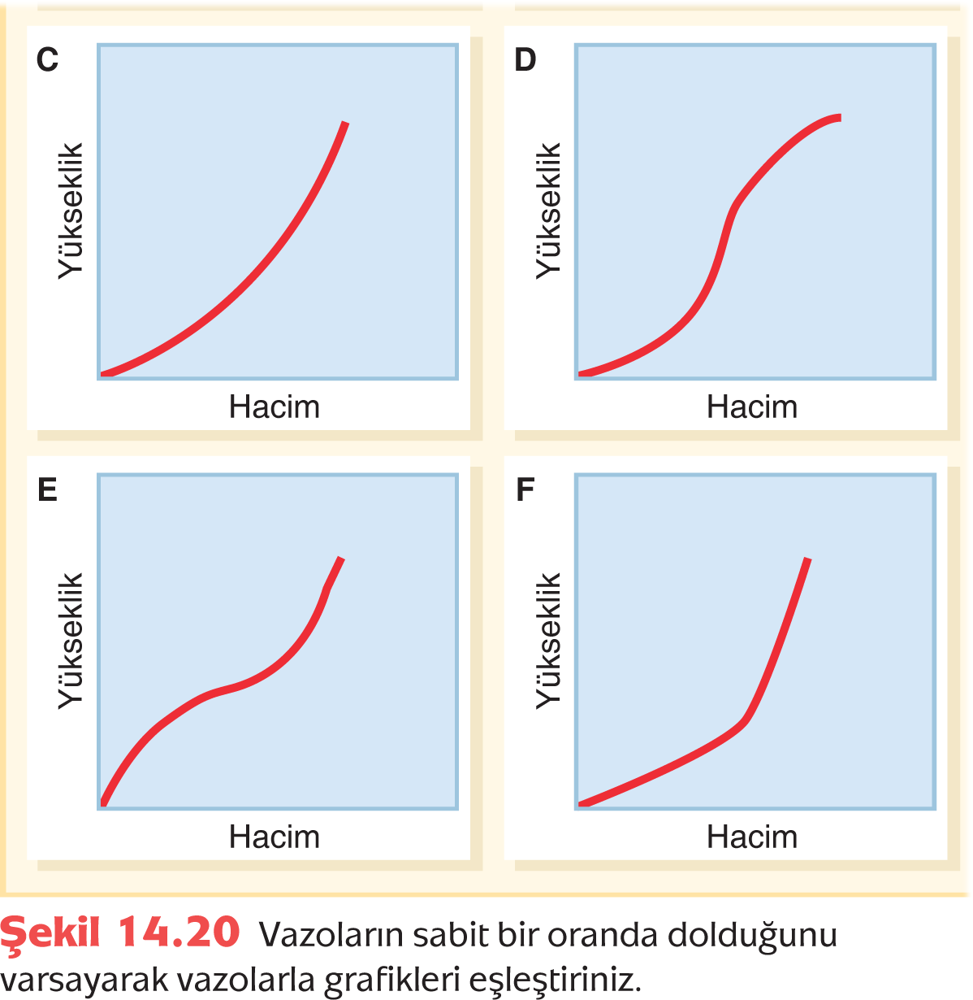 C
Yükseklik
Hacim
D
Yükseklik
Hacim
E
Yükseklik
Hacim
F
Yükseklik
Hacim
Şekil 14.20 Vazoların sabit bir oranda dolduğunu
varsayarak vazolarla grafikleri eşleştiriniz.